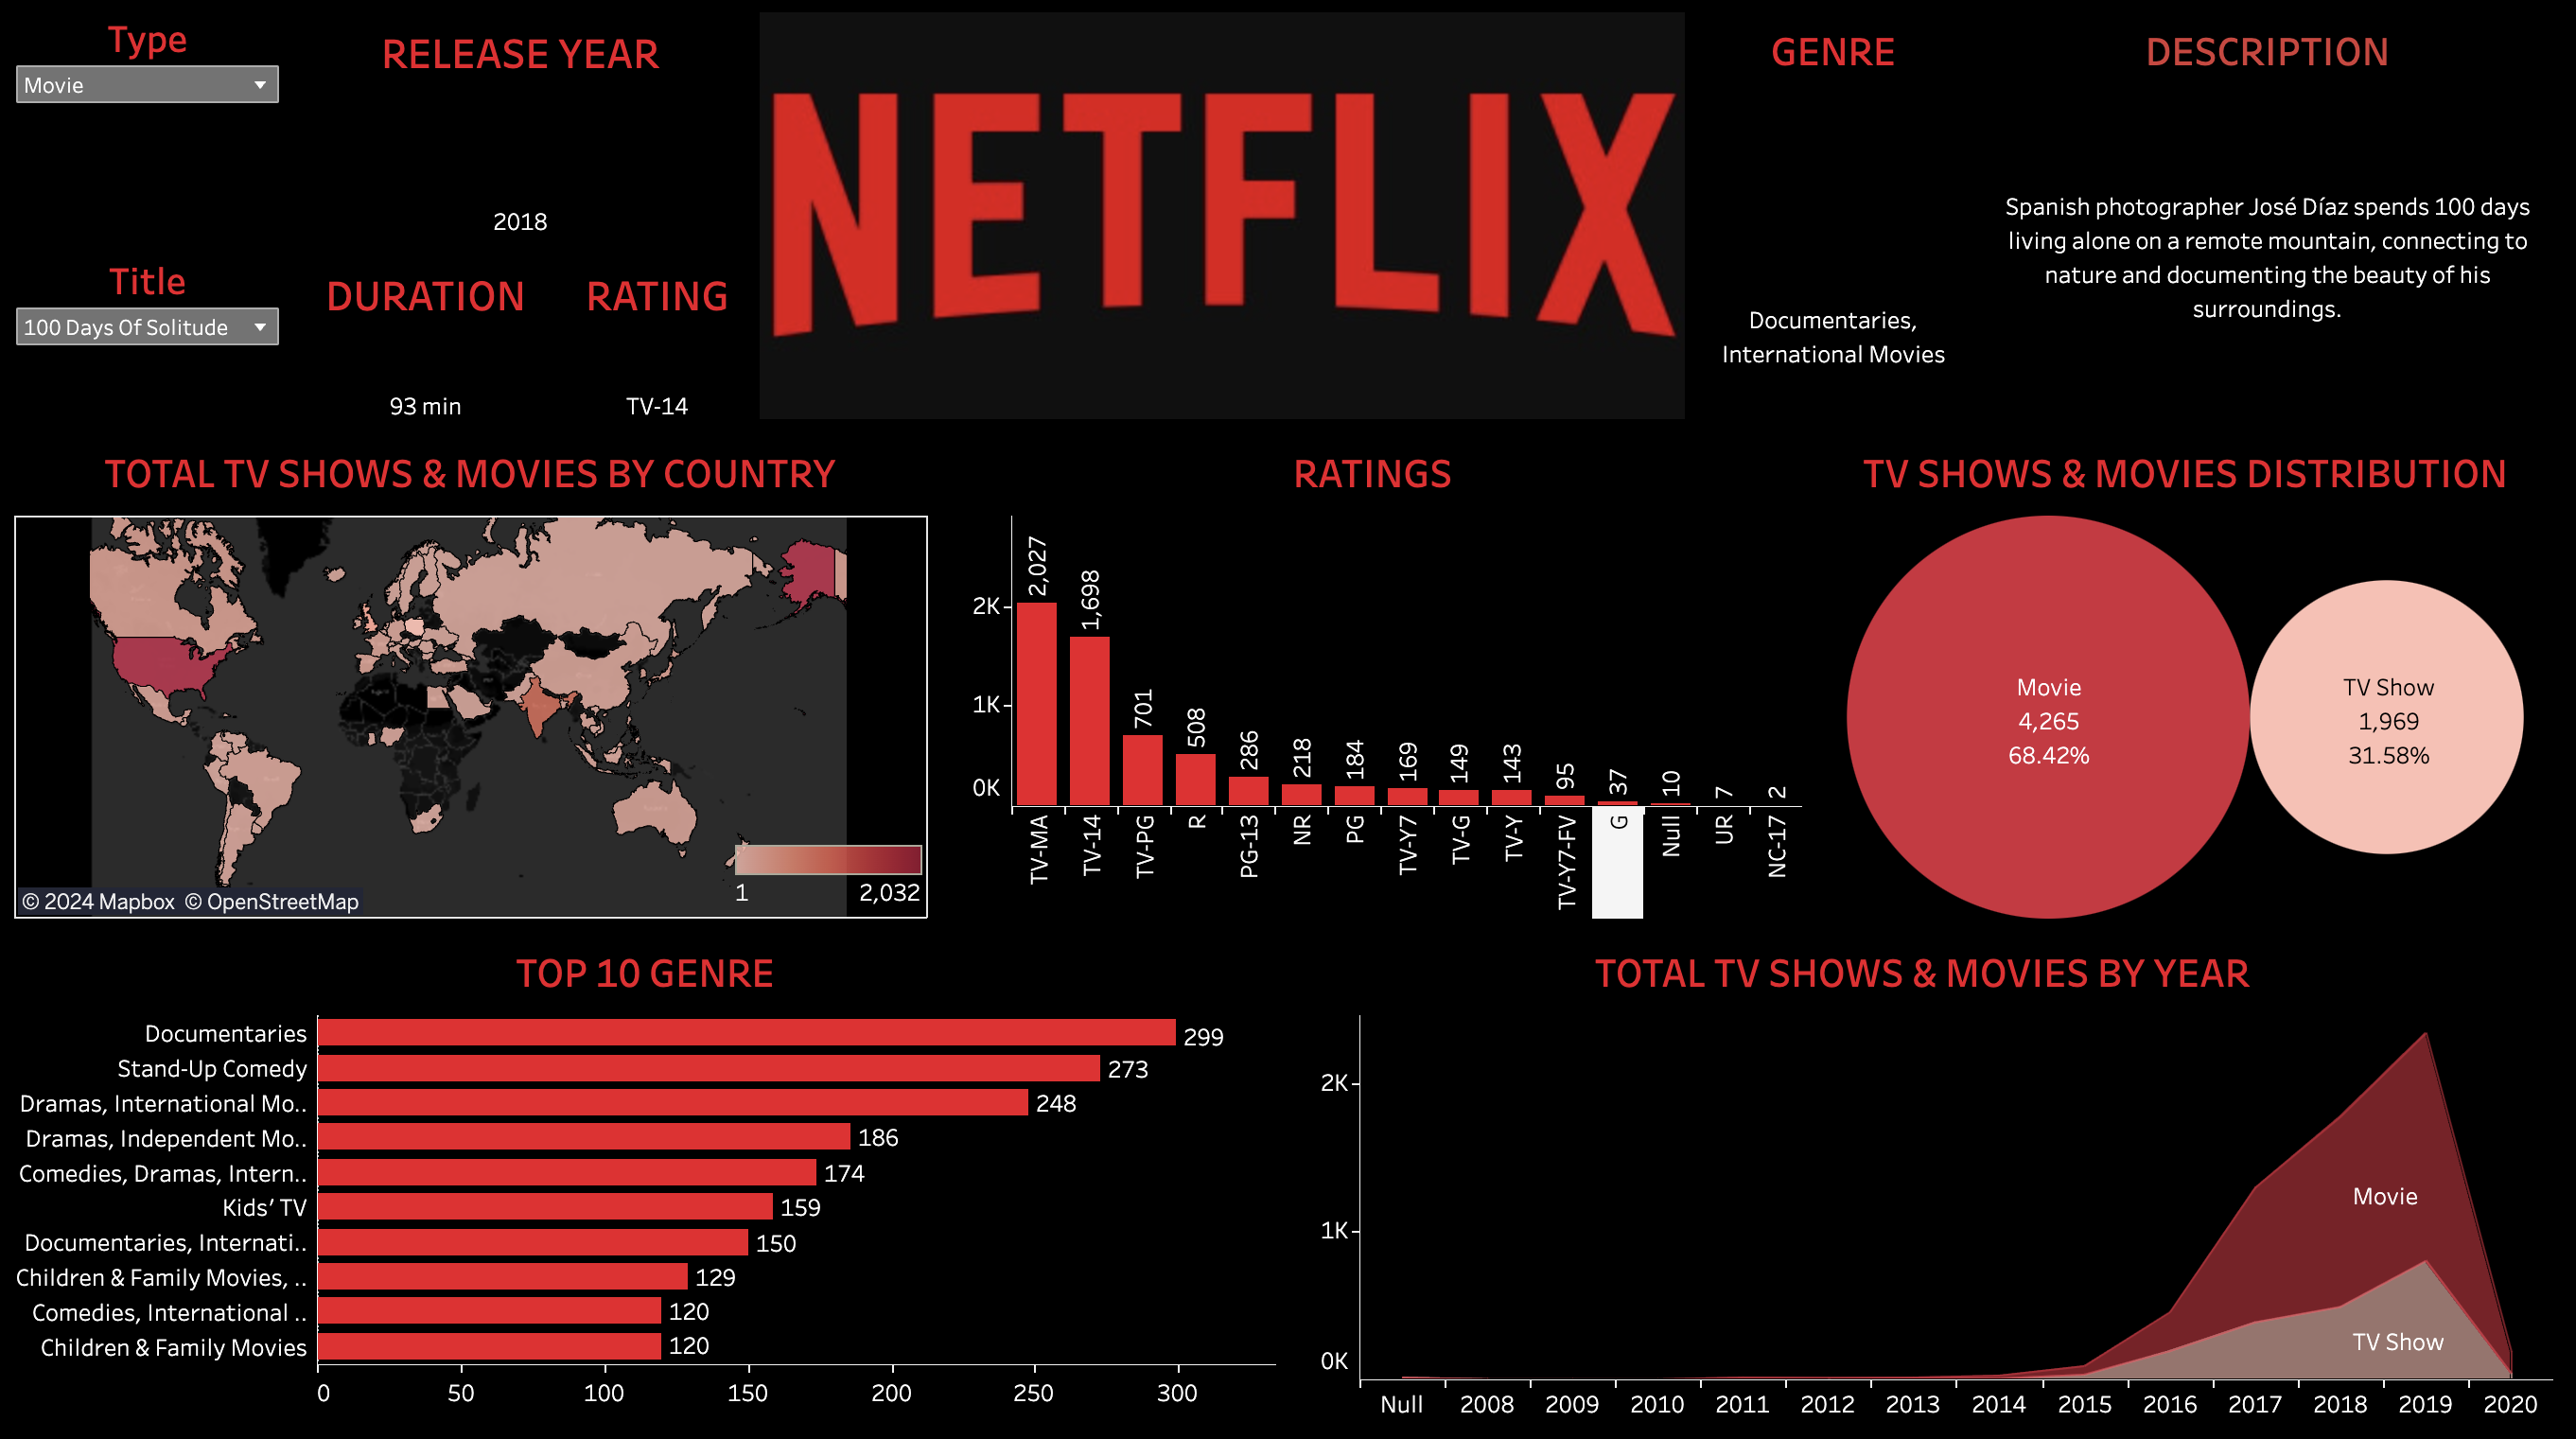 Type
Movie
RELEASE YEAR
2018
Title
100 Days Of Solitude
DURATION
93 min
RATING
TV-14
NETFLIX
GENRE
Documentaries,
International Movies
DESCRIPTION
Spanish photographer José Díaz spends 100 days
living alone on a remote mountain, connecting to
nature and documenting the beauty of his
surroundings.
TOTAL TV SHOWS & MOVIES BY COUNTRY
1
2,032
© 2024 Mapbox © OpenStreetMap
RATINGS
2K
1K
0K
2,027
1,698
701
508
286
218
184
169
149
143
95
37
10
7
2
TV-MA
TV-14
TV-PG
R
PG-13
NR
PG
TV-Y7
TV-G
TV-Y
TV-Y7-FV
G
Null
UR
NC-17
TV SHOWS & MOVIES DISTRIBUTION
Movie
4,265
68.42%
TV Show
1,969
31.58%
TOP 10 GENRE
Documentaries 299
Stand-Up Comedy 273
Dramas, International Mo.. 248
Dramas, Independent Mo.. 186
Comedies, Dramas, Intern.. 174
Kids’ TV 159
Documentaries, Internati.. 150
Children & Family Movies, .. 129
Comedies, International .. 120
Children & Family Movies 120
0 50 100 150 200 250 300
TOTAL TV SHOWS & MOVIES BY YEAR
2K
1K
0K
Movie
TV Show
Null 2008 2009 2010 2011 2012 2013 2014 2015 2016 2017 2018 2019 2020